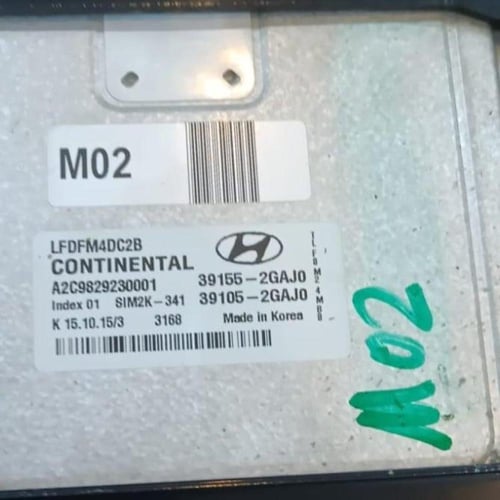 M02
LFDFM4DC2B
CONTINENTAL
A2C9829230001
39155-2GAJ0
Index 01 SIM2K-341
39105-2GAJ0
K 15.10.15/3 3168 Made in Korea
M02